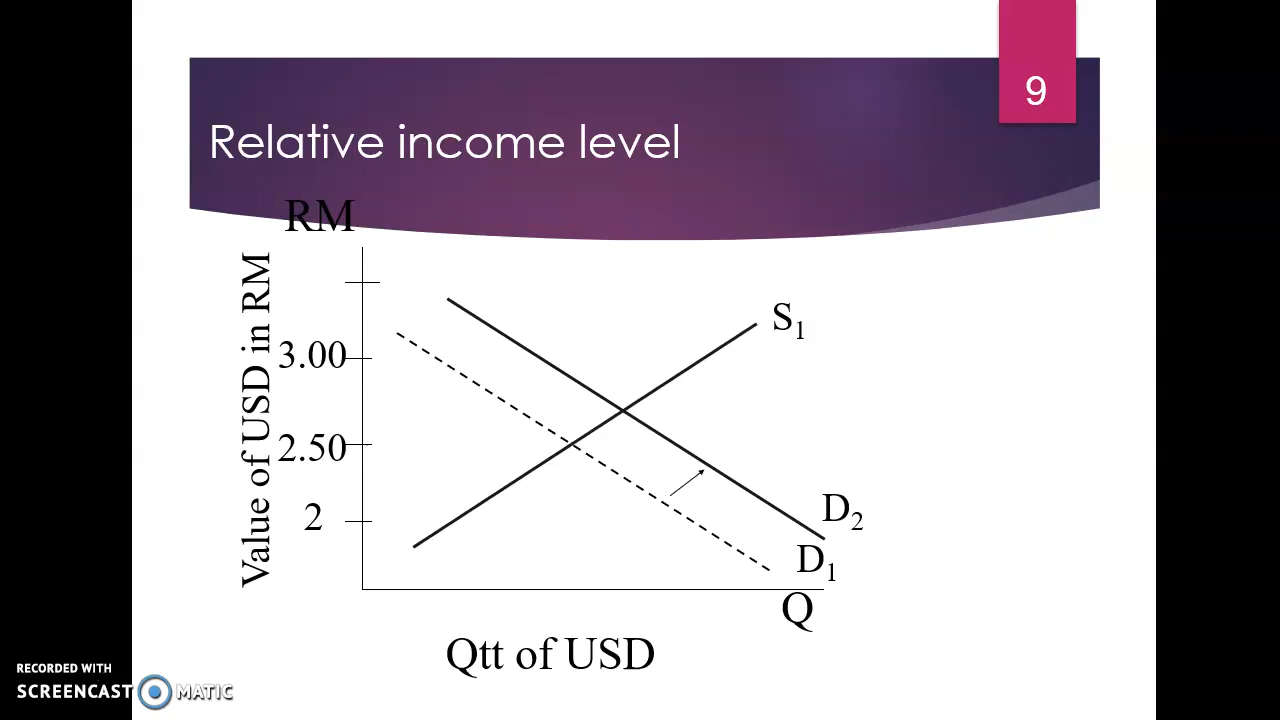 9
Relative income level
RM
Value of USD in RM
S1
3.00
2.50
2
D2
D1
Q
Qtt of USD
RECORDED WITH
SCREENCAST MATIC